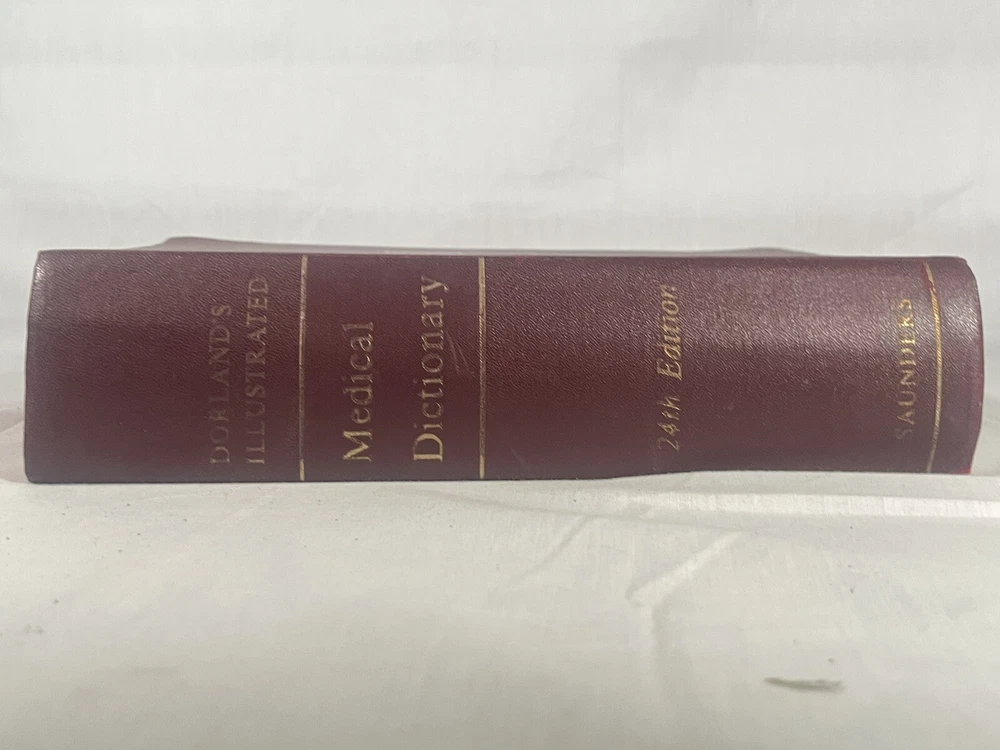 DORLAND'S
ILLUSTRATED
Medical
Dictionary
24th Edition
SAUNDERS